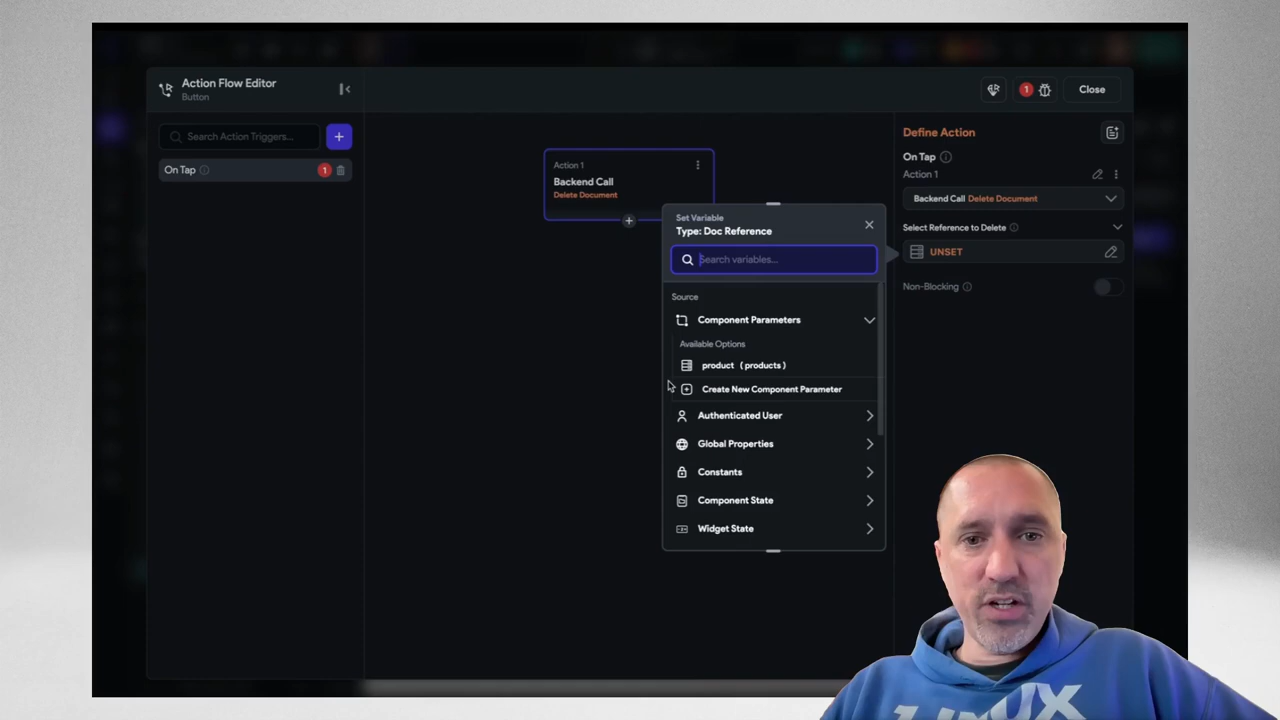 Action Flow Editor
Button
Search Action Triggers...
On Tap
1
Action 1
Backend Call
Delete Document
Set Variable
Type: Doc Reference
Search variables...
Source
Component Parameters
Available Options
product (products)
Create New Component Parameter
Authenticated User
Global Properties
Constants
Component State
Widget State
1
Close
Define Action
On Tap
Action 1
Backend Call Delete Document
Select Reference to Delete
UNSET
Non-Blocking
LINUX